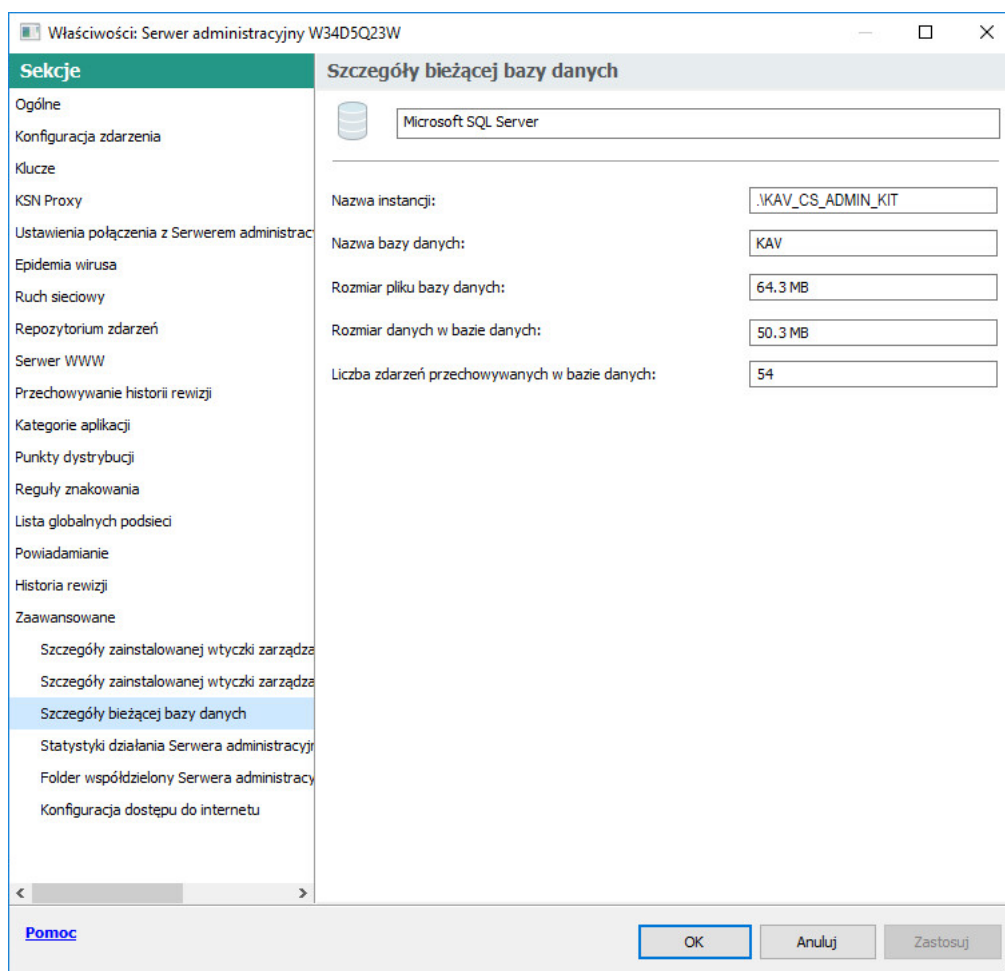 Właściwości: Serwer administracyjny W34D5Q23W
Sekcje
Ogólne
Konfiguracja zdarzenia
Klucze
KSN Proxy
Ustawienia połączenia z Serwerem administrac
Epidemia wirusa
Ruch sieciowy
Repozytorium zdarzeń
Serwer WWW
Przechowywanie historii rewizji
Kategorie aplikacji
Punkty dystrybucji
Reguły znakowania
Lista globalnych podsieci
Powiadamianie
Historia rewizji
Zaawansowane
Szczegóły zainstalowanej wtyczki zarządza
Szczegóły zainstalowanej wtyczki zarządza
Szczegóły bieżącej bazy danych
Statystyki działania Serwera administracyjn
Folder współdzielony Serwera administracy
Konfiguracja dostępu do internetu
Szczegóły bieżącej bazy danych
Microsoft SQL Server
Nazwa instancji: .\KAV_CS_ADMIN_KIT
Nazwa bazy danych: KAV
Rozmiar pliku bazy danych: 64.3 MB
Rozmiar danych w bazie danych: 50.3 MB
Liczba zdarzeń przechowywanych w bazie danych: 54
Pomoc
OK Anuluj Zastosuj